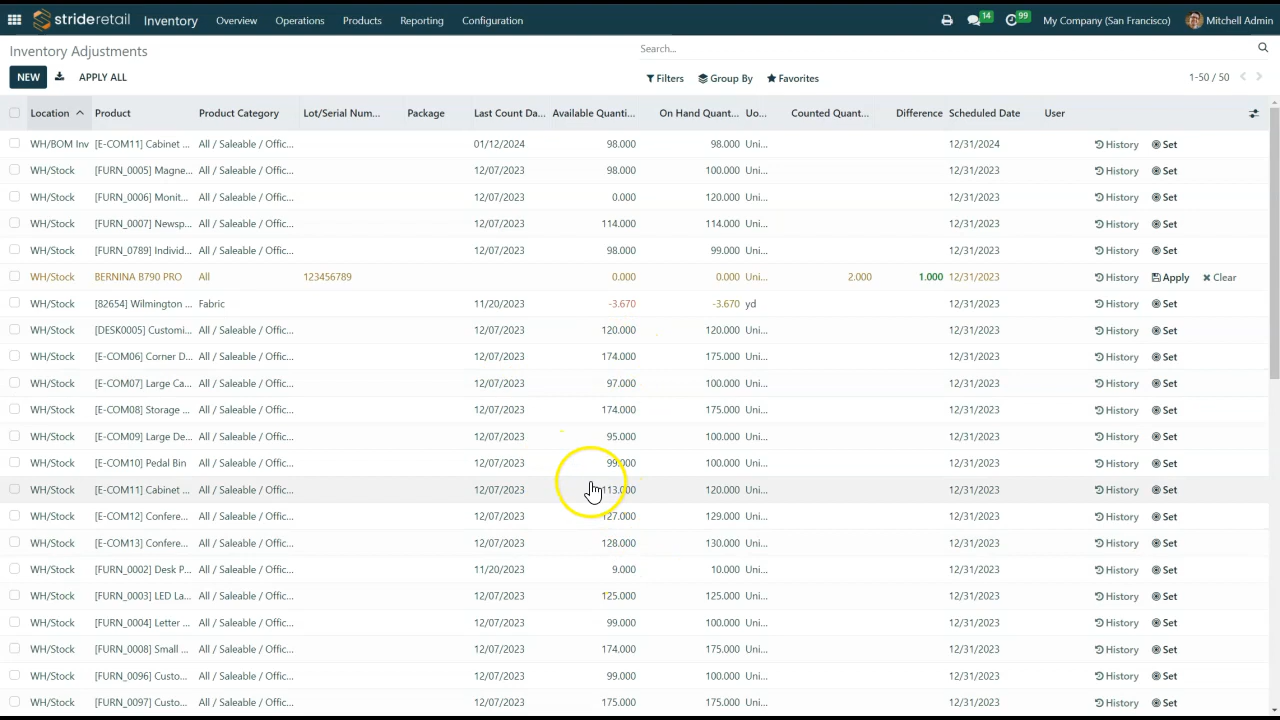 strideretail Inventory Overview Operations Products Reporting Configuration 14 99 My Company (San Francisco) Mitchell Admin
Inventory Adjustments Search...
NEW APPLY ALL Filters Group By Favorites 1-50 / 50
Location Product Product Category Lot/Serial Num... Package Last Count Da... Available Quanti... On Hand Quant... Uo... Counted Quant... Difference Scheduled Date User
WH/BOM Inv [E-COM11] Cabinet ... All / Saleable / Offic... 01/12/2024 98.000 98.000 Uni... 12/31/2024 History Set
WH/Stock [FURN_0005] Magne... All / Saleable / Offic... 12/07/2023 98.000 100.000 Uni... 12/31/2023 History Set
WH/Stock [FURN_0006] Monit... All / Saleable / Offic... 12/07/2023 0.000 120.000 Uni... 12/31/2023 History Set
WH/Stock [FURN_0007] Newsp... All / Saleable / Offic... 12/07/2023 114.000 114.000 Uni... 12/31/2023 History Set
WH/Stock [FURN_0789] Individ... All / Saleable / Offic... 12/07/2023 98.000 99.000 Uni... 12/31/2023 History Set
WH/Stock BERNINA B790 PRO All 123456789 0.000 0.000 Uni... 2.000 1.000 12/31/2023 History Apply Clear
WH/Stock [82654] Wilmington ... Fabric 11/20/2023 -3.670 -3.670 yd 12/31/2023 History Set
WH/Stock [DESK0005] Customi... All / Saleable / Offic... 12/07/2023 120.000 120.000 Uni... 12/31/2023 History Set
WH/Stock [E-COM06] Corner D... All / Saleable / Offic... 12/07/2023 174.000 175.000 Uni... 12/31/2023 History Set
WH/Stock [E-COM07] Large Ca... All / Saleable / Offic... 12/07/2023 97.000 100.000 Uni... 12/31/2023 History Set
WH/Stock [E-COM08] Storage ... All / Saleable / Offic... 12/07/2023 174.000 175.000 Uni... 12/31/2023 History Set
WH/Stock [E-COM09] Large De... All / Saleable / Offic... 12/07/2023 95.000 100.000 Uni... 12/31/2023 History Set
WH/Stock [E-COM10] Pedal Bin All / Saleable / Offic... 12/07/2023 99.000 100.000 Uni... 12/31/2023 History Set
WH/Stock [E-COM11] Cabinet ... All / Saleable / Offic... 12/07/2023 113.000 120.000 Uni... 12/31/2023 History Set
WH/Stock [E-COM12] Confere... All / Saleable / Offic... 12/07/2023 127.000 129.000 Uni... 12/31/2023 History Set
WH/Stock [E-COM13] Confere... All / Saleable / Offic... 12/07/2023 128.000 130.000 Uni... 12/31/2023 History Set
WH/Stock [FURN_0002] Desk P... All / Saleable / Offic... 11/20/2023 9.000 10.000 Uni... 12/31/2023 History Set
WH/Stock [FURN_0003] LED La... All / Saleable / Offic... 12/07/2023 125.000 125.000 Uni... 12/31/2023 History Set
WH/Stock [FURN_0004] Letter ... All / Saleable / Offic... 12/07/2023 99.000 100.000 Uni... 12/31/2023 History Set
WH/Stock [FURN_0008] Small ... All / Saleable / Offic... 12/07/2023 174.000 175.000 Uni... 12/31/2023 History Set
WH/Stock [FURN_0096] Custo... All / Saleable / Offic... 12/07/2023 99.000 100.000 Uni... 12/31/2023 History Set
WH/Stock [FURN_0097] Custo... All / Saleable / Offic... 12/07/2023 175.000 175.000 Uni... 12/31/2023 History Set